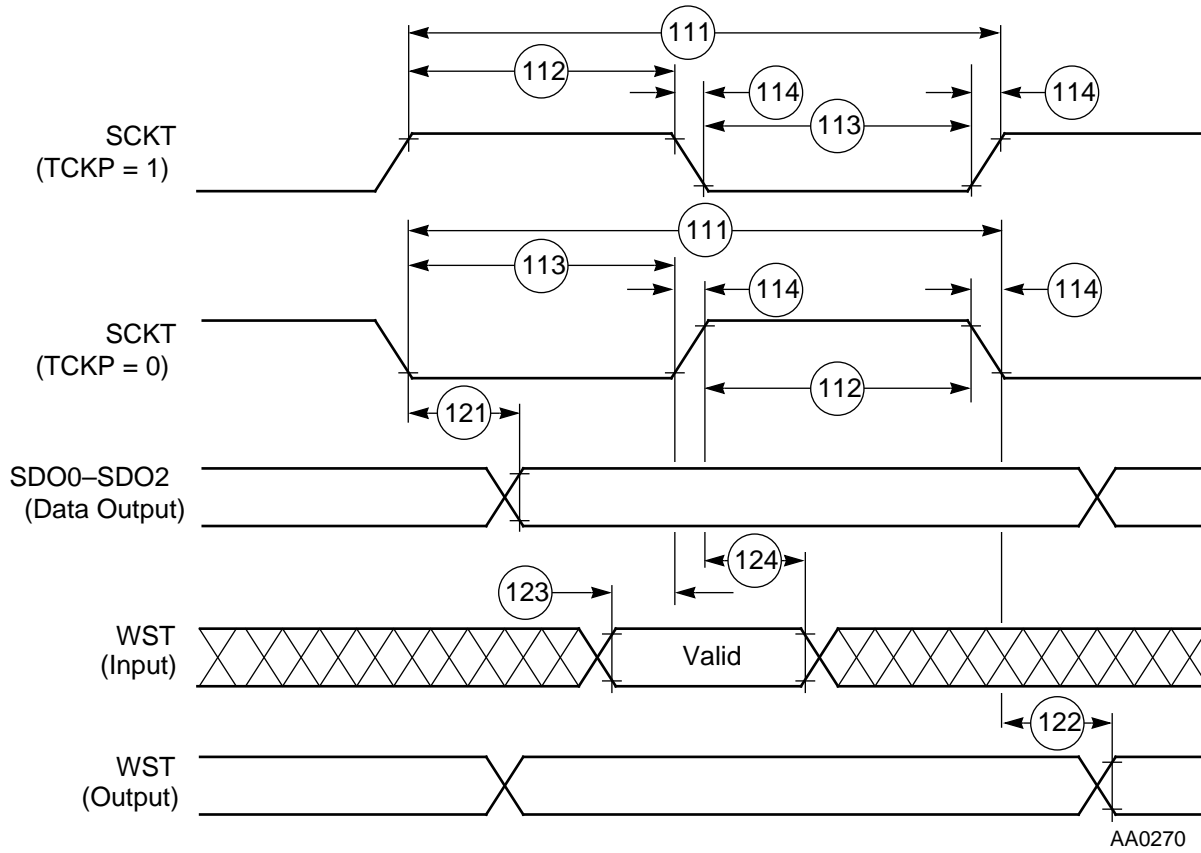 111
112
114
114
113
SCKT
(TCKP = 1)
111
113
114
114
SCKT
(TCKP = 0)
112
121
SDO0–SDO2
(Data Output)
124
123
WST
(Input)
Valid
122
WST
(Output)
AA0270